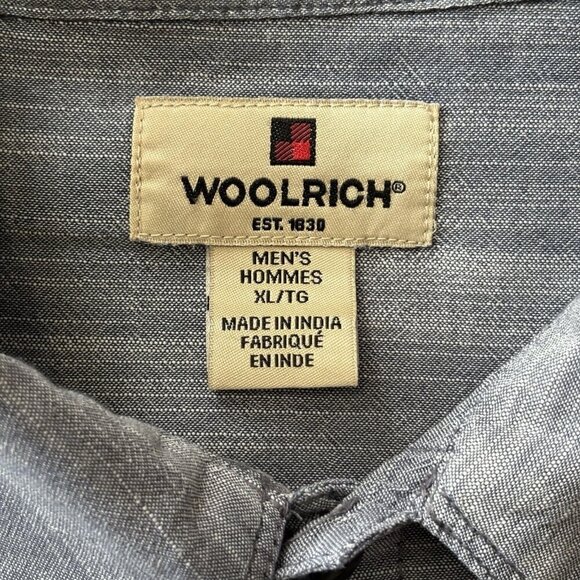 WOOLRICH®
EST. 1830
MEN'S
HOMMES
XL/TG
MADE IN INDIA
FABRIQUÉ
EN INDE